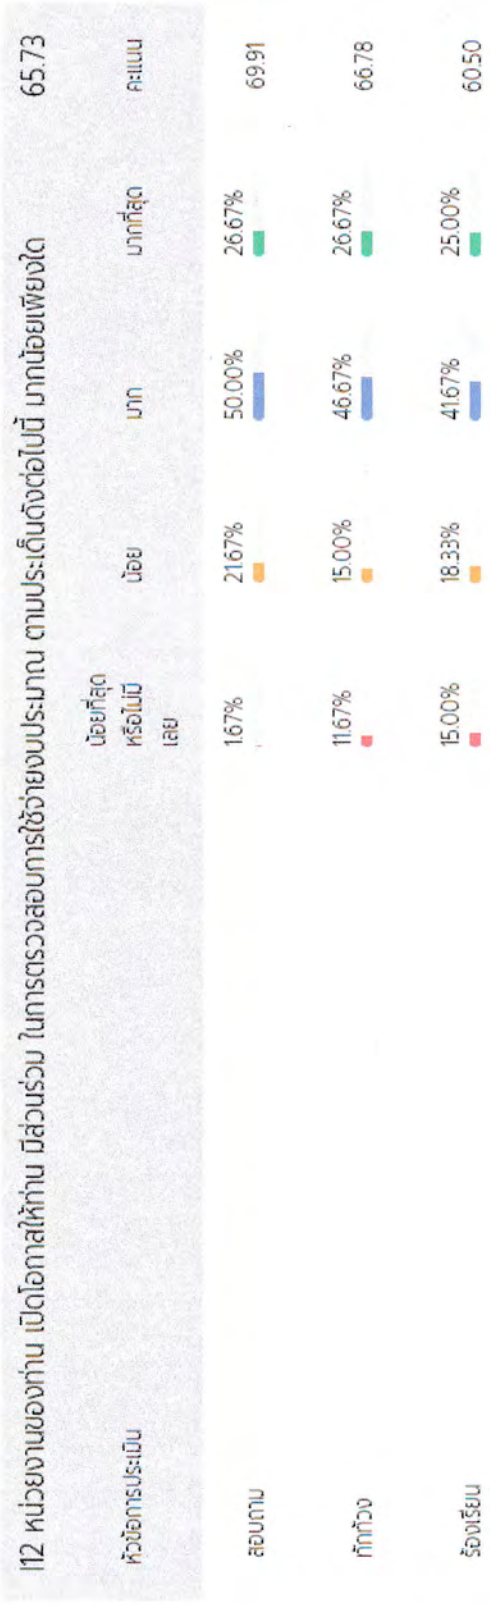 I12 หน่วยงานของท่าน เปิดโอกาสให้ท่าน มีส่วนร่วม ในการตรวจสอบการใช้จ่ายงบประมาณ ตามประเด็นดังต่อไปนี้ มากน้อยเพียงใด 65.73
หัวข้อการประเมิน น้อยที่สุด น้อย มาก มากที่สุด คะแนน
หรือไม่มี
เลย
สอบถาม 1.67% 21.67% 50.00% 26.67% 69.91
ทักท้วง 11.67% 15.00% 46.67% 26.67% 66.78
ร้องเรียน 15.00% 18.33% 41.67% 25.00% 60.50